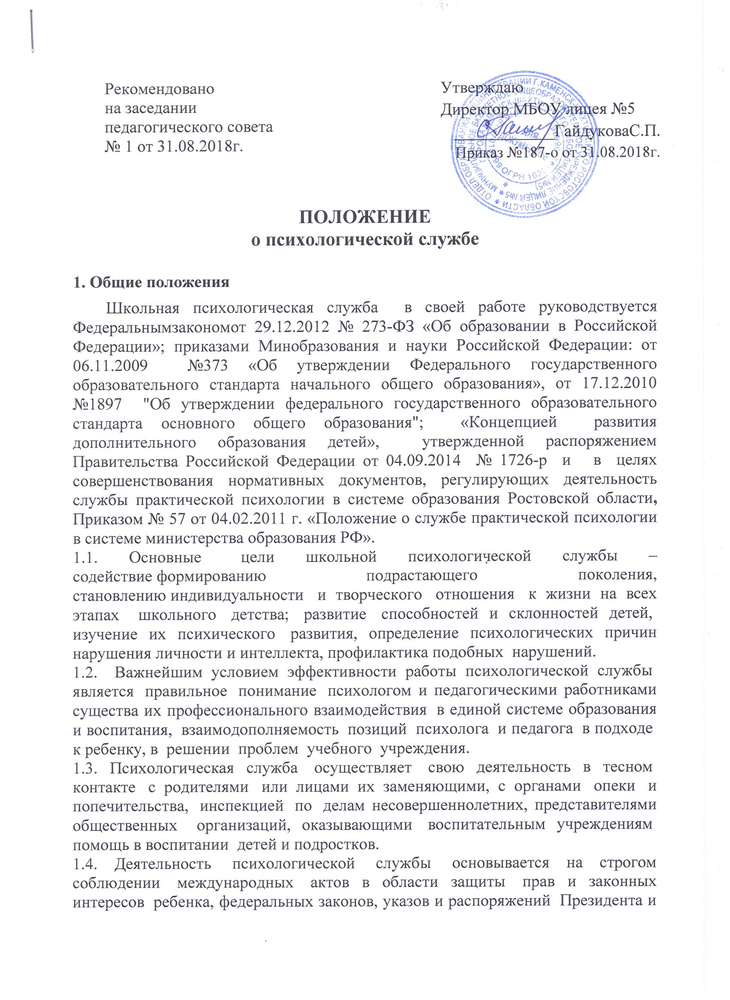 Рекомендовано
на заседании
педагогического совета
№ 1 от 31.08.2018г.
Утверждаю
Директор МБОУ лицея №5
ГайдуковаС.П.
Приказ №187-о от 31.08.2018г.
ПОЛОЖЕНИЕ
о психологической службе
1. Общие положения
Школьная психологическая служба в своей работе руководствуется
Федеральнымзакономот 29.12.2012 № 273-ФЗ «Об образовании в Российской
Федерации»; приказами Минобразования и науки Российской Федерации: от
06.11.2009 №373 «Об утверждении Федерального государственного
образовательного стандарта начального общего образования», от 17.12.2010
№1897 "Об утверждении федерального государственного образовательного
стандарта основного общего образования"; «Концепцией развития
дополнительного образования детей», утвержденной распоряжением
Правительства Российской Федерации от 04.09.2014 № 1726-р и в целях
совершенствования нормативных документов, регулирующих деятельность
службы практической психологии в системе образования Ростовской области,
Приказом № 57 от 04.02.2011 г. «Положение о службе практической психологии
в системе министерства образования РФ».
1.1. Основные цели школьной психологической службы –
содействие формированию подрастающего поколения,
становлению индивидуальности и творческого отношения к жизни на всех
этапах школьного детства; развитие способностей и склонностей детей,
изучение их психического развития, определение психологических причин
нарушения личности и интеллекта, профилактика подобных нарушений.
1.2. Важнейшим условием эффективности работы психологической службы
является правильное понимание психологом и педагогическими работниками
существа их профессионального взаимодействия в единой системе образования
и воспитания, взаимодополняемость позиций психолога и педагога в подходе
к ребенку, в решении проблем учебного учреждения.
1.3. Психологическая служба осуществляет свою деятельность в тесном
контакте с родителями или лицами их заменяющими, с органами опеки и
попечительства, инспекцией по делам несовершеннолетних, представителями
общественных организаций, оказывающими воспитательным учреждениям
помощь в воспитании детей и подростков.
1.4. Деятельность психологической службы основывается на строгом
соблюдении международных актов в области защиты прав и законных
интересов ребенка, федеральных законов, указов и распоряжений Президента и